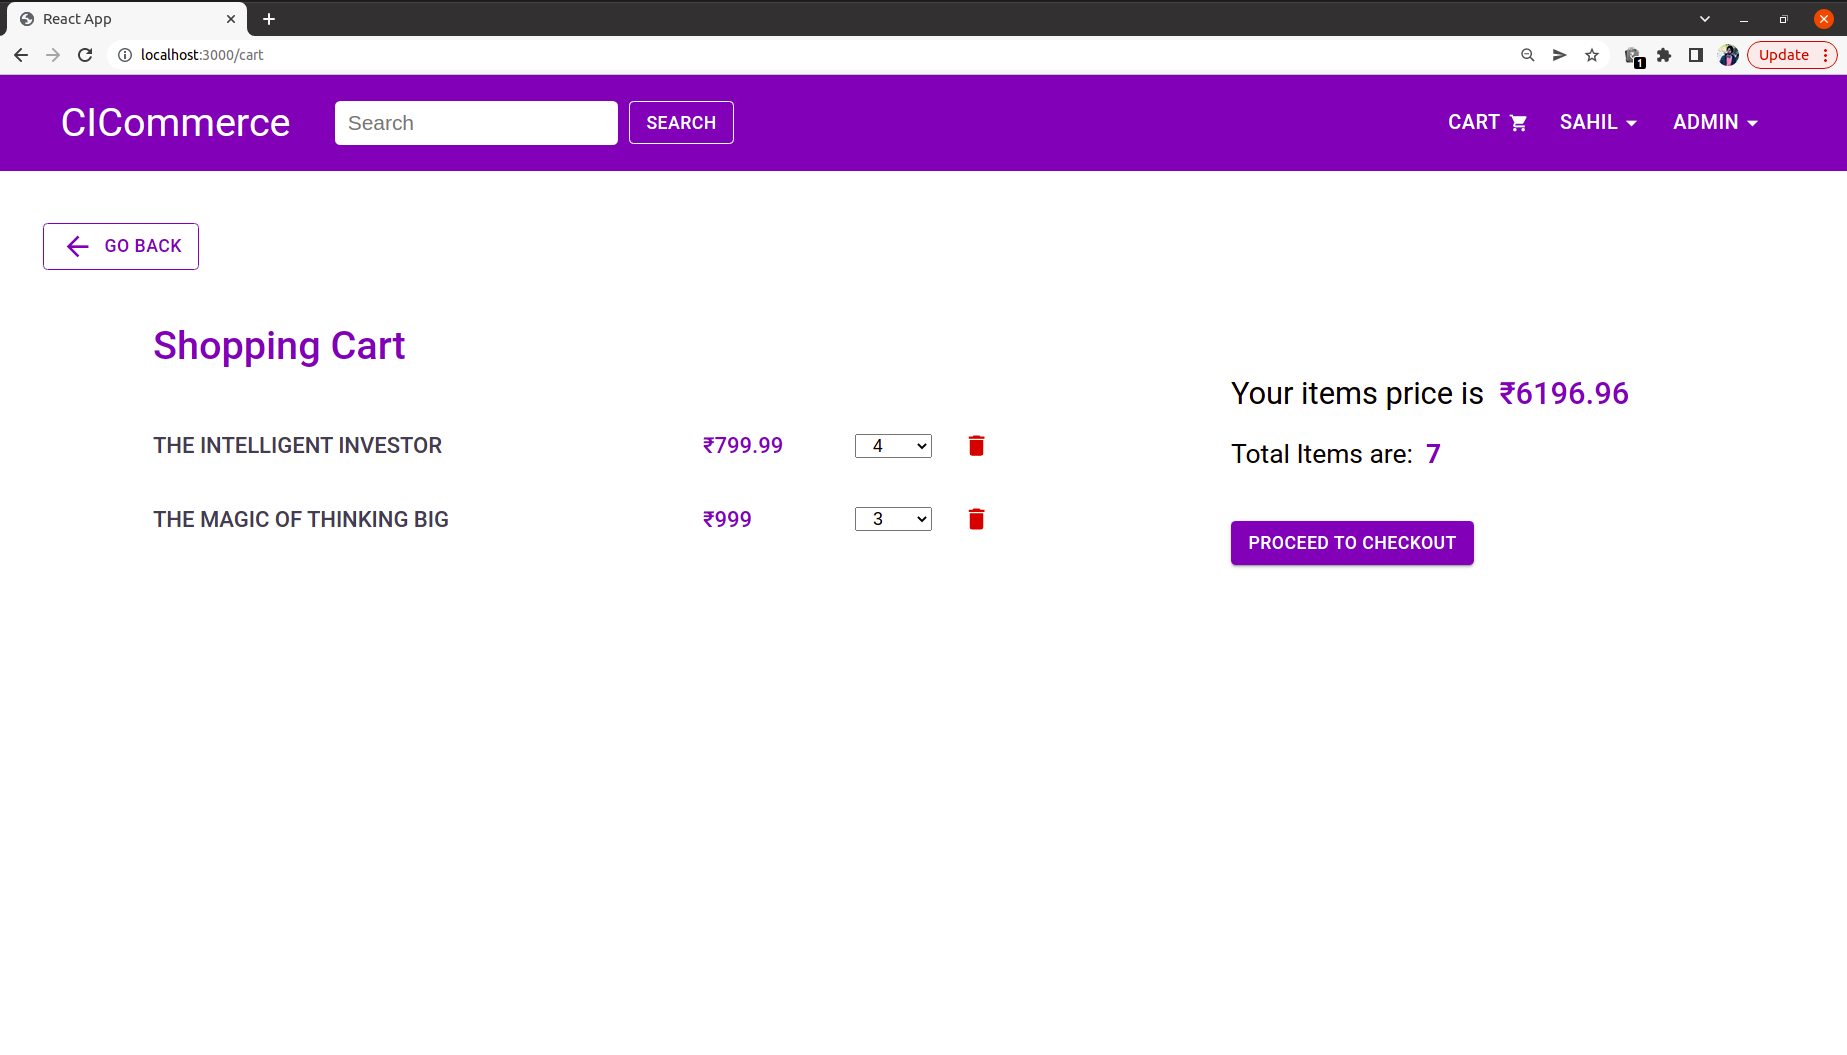 React App
localhost:3000/cart
1
Update
CICommerce
Search
SEARCH
CART
SAHIL
ADMIN
GO BACK
Shopping Cart
THE INTELLIGENT INVESTOR ₹799.99 4
THE MAGIC OF THINKING BIG ₹999 3
Your items price is ₹6196.96
Total Items are: 7
PROCEED TO CHECKOUT